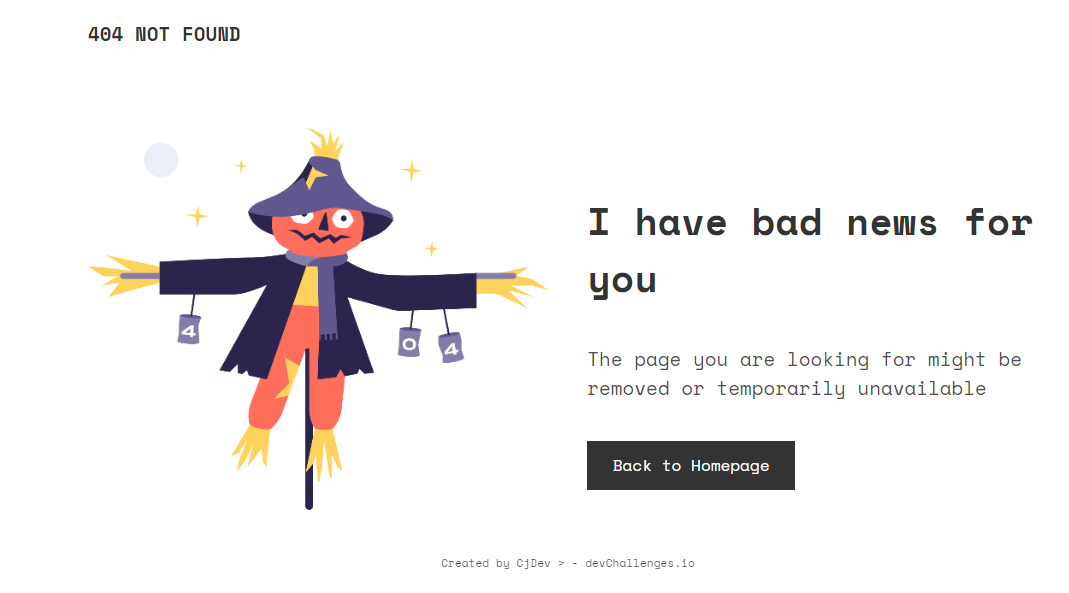 404 NOT FOUND
4
0
4
I have bad news for
you
The page you are looking for might be
removed or temporarily unavailable
Back to Homepage
Created by CjDev > - devChallenges.io